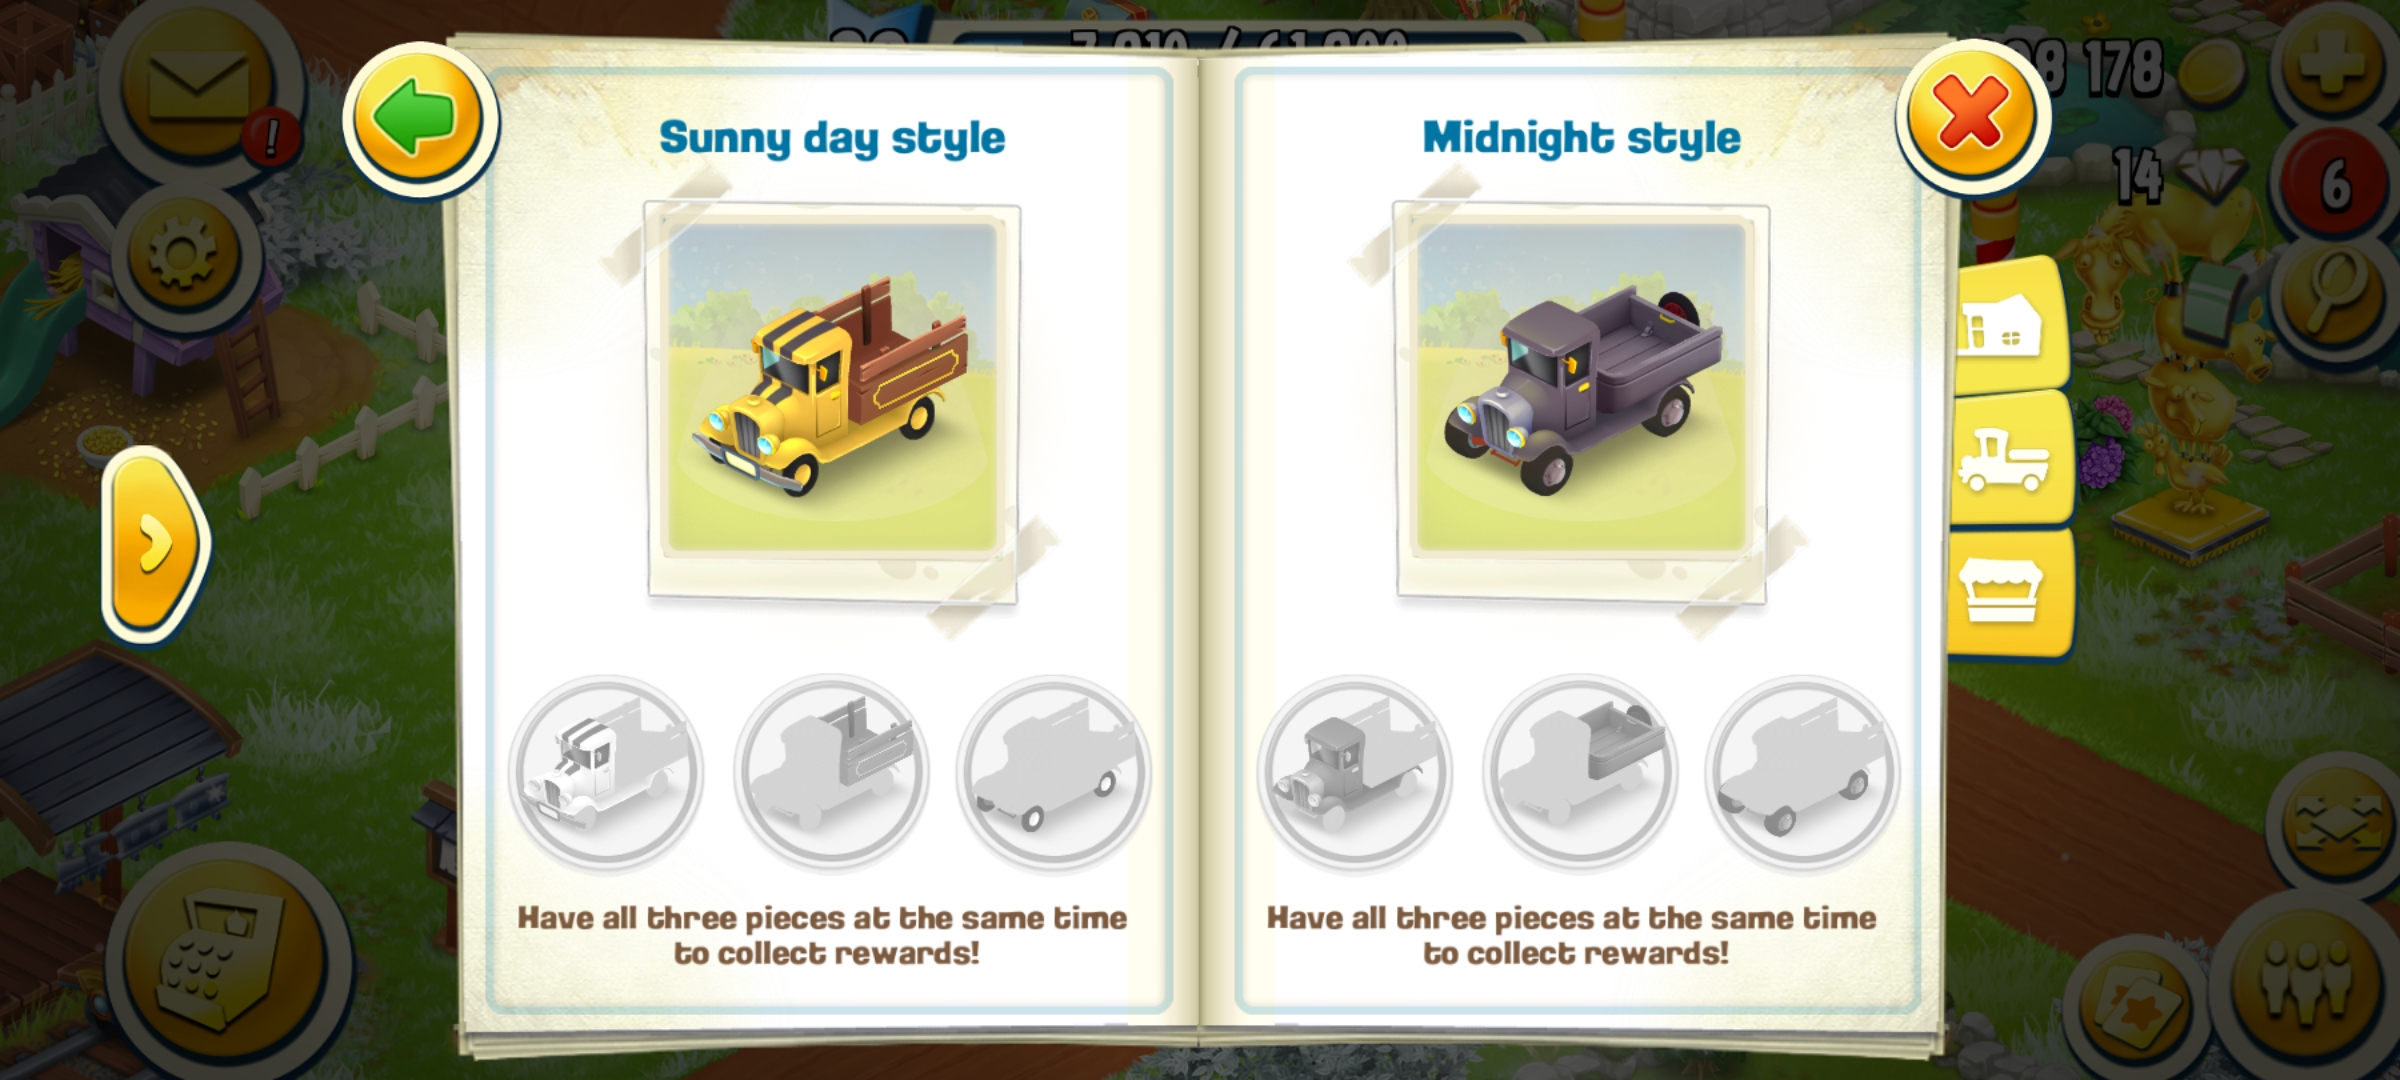 Sunny day style
Midnight style
8 178
14
6
!
Have all three pieces at the same time
to collect rewards!
Have all three pieces at the same time
to collect rewards!